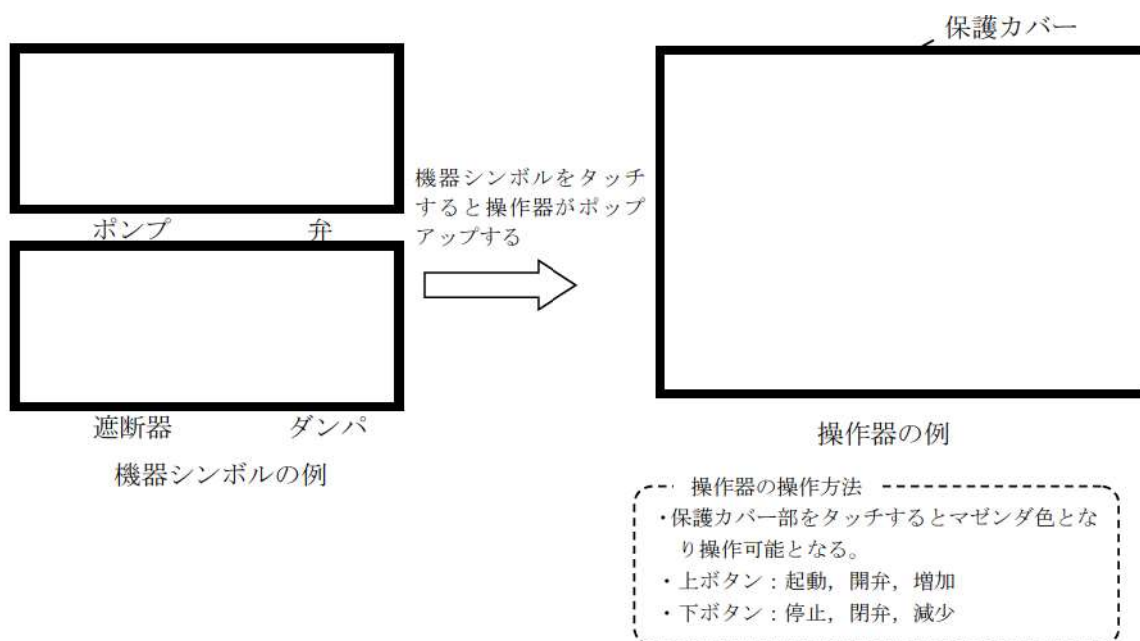 保護カバー
ポンプ
弁
機器シンボルをタッチ
すると操作器がポップ
アップする
遮断器
ダンパ
機器シンボルの例
操作器の例
操作器の操作方法
・保護カバー部をタッチするとマゼンダ色とな
り操作可能となる。
・上ボタン：起動，開弁，増加
・下ボタン：停止，閉弁，減少